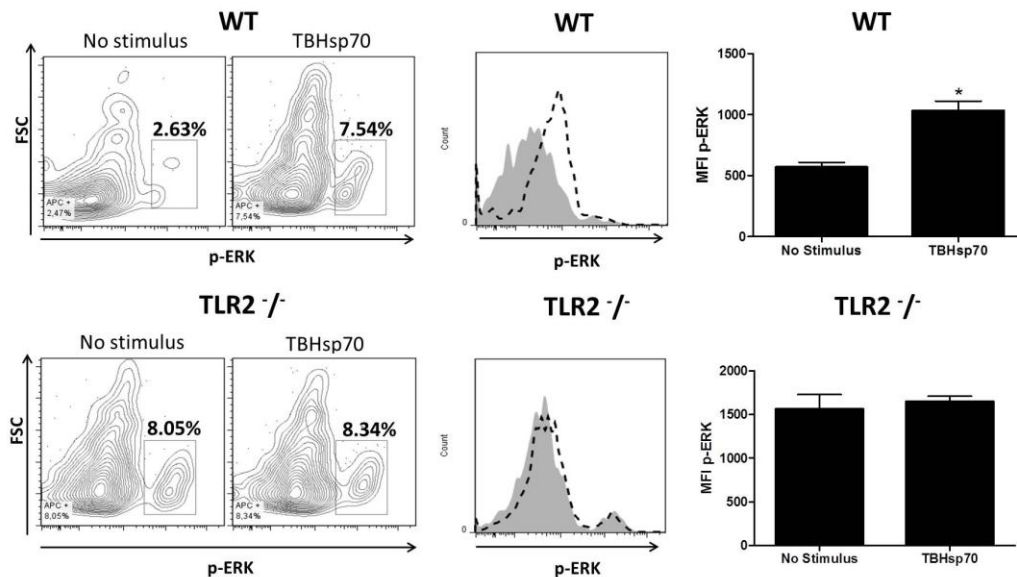 WT
No stimulus
TBHsp70
FSC
2.63%
7.54%
APC +
2,47%
APC +
7,54%
p-ERK
WT
Count
0
p-ERK
WT
MFI p-ERK
1500
1000
500
0
*
No Stimulus
TBHsp70
TLR2 -/-
No stimulus
TBHsp70
FSC
8.05%
8.34%
APC +
8,05%
APC +
8,34%
p-ERK
TLR2 -/-
Count
0
p-ERK
TLR2 -/-
MFI p-ERK
2000
1500
1000
500
0
No Stimulus
TBHsp70